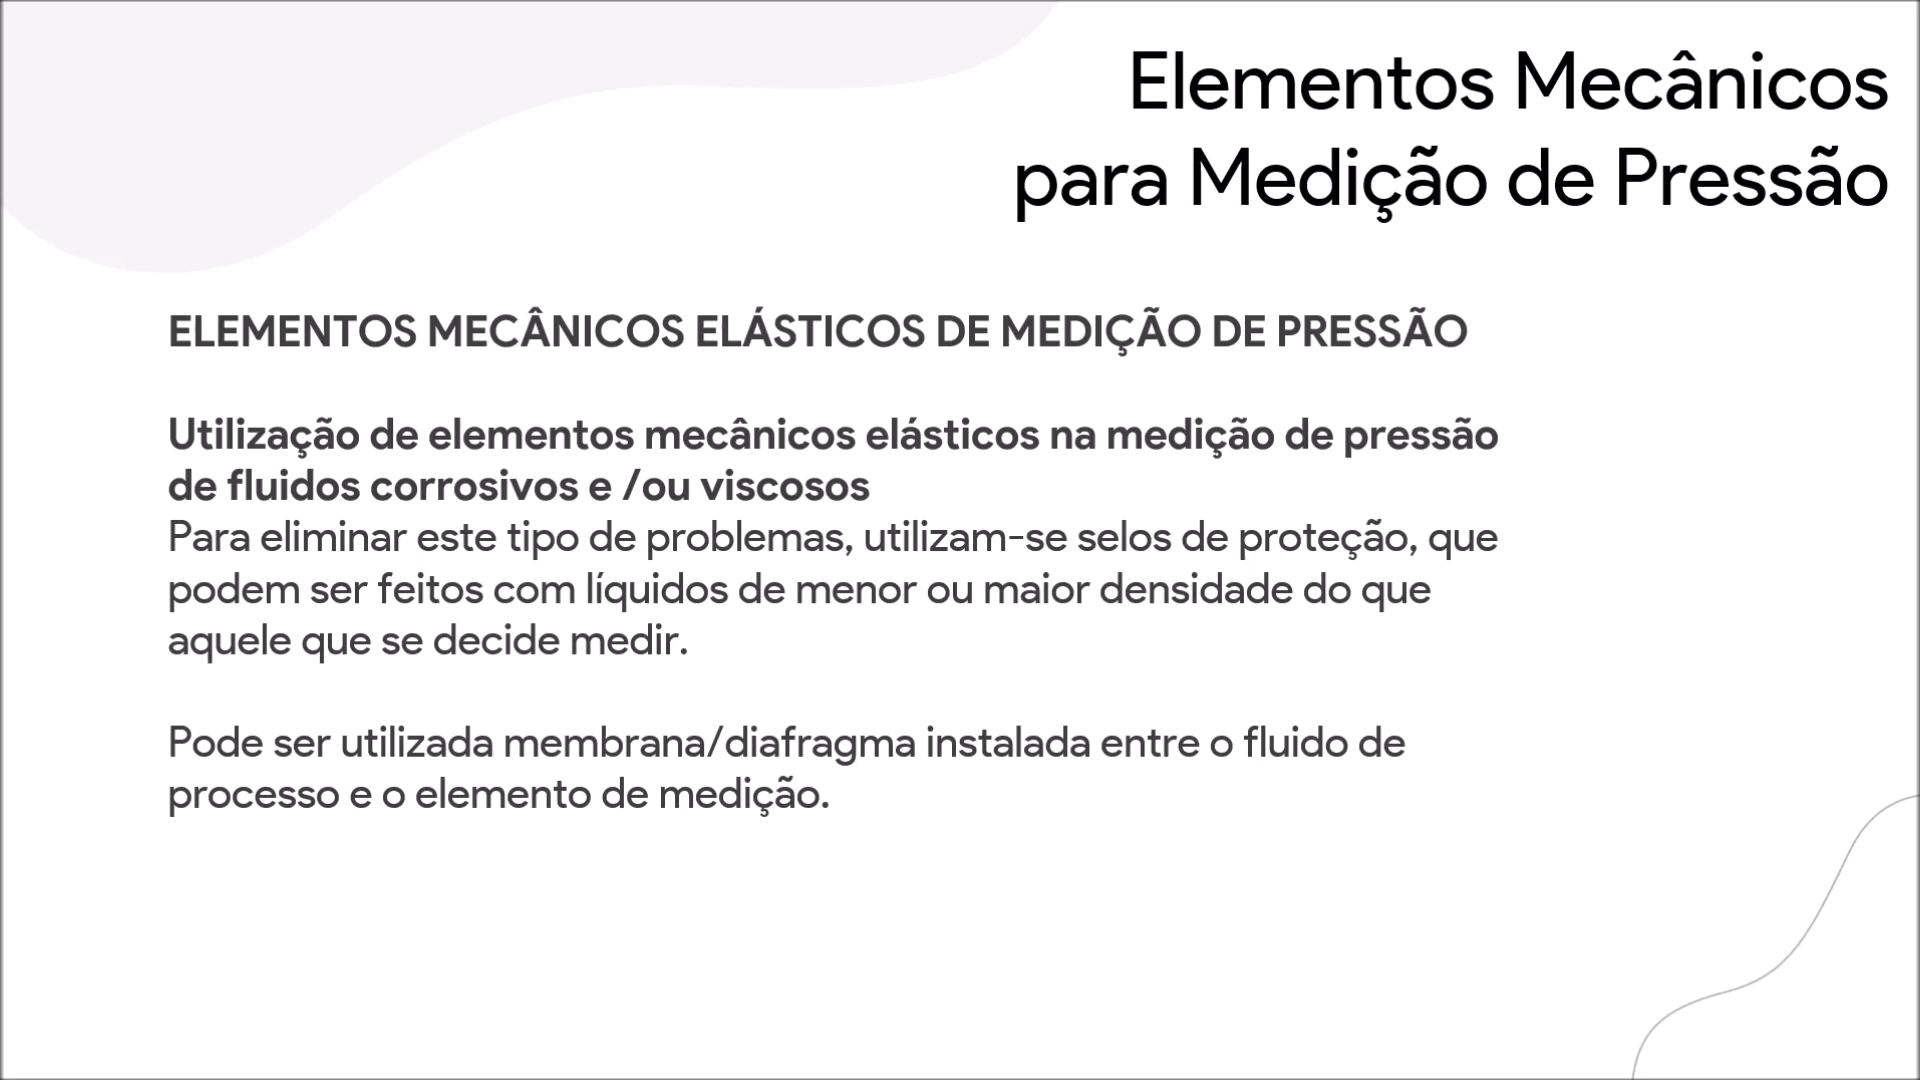 Elementos Mecânicos
para Medição de Pressão
ELEMENTOS MECÂNICOS ELÁSTICOS DE MEDIÇÃO DE PRESSÃO
Utilização de elementos mecânicos elásticos na medição de pressão
de fluidos corrosivos e /ou viscosos
Para eliminar este tipo de problemas, utilizam-se selos de proteção, que
podem ser feitos com líquidos de menor ou maior densidade do que
aquele que se decide medir.
Pode ser utilizada membrana/diafragma instalada entre o fluido de
processo e o elemento de medição.